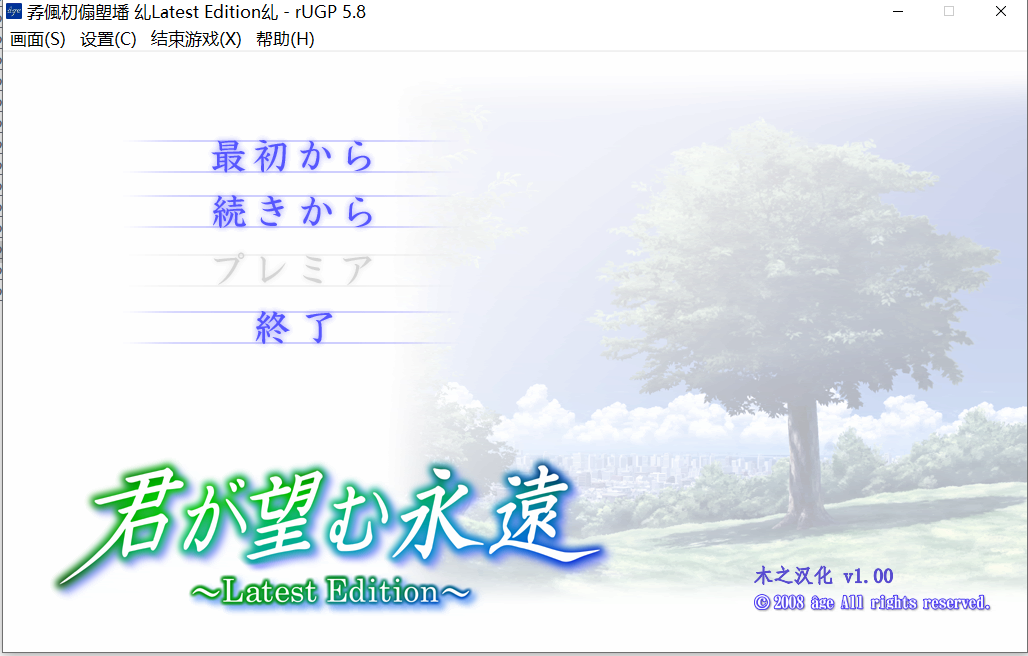 孨偑朢傓塱墦 乣Latest Edition乣 - rUGP 5.8
画面(S) 设置(C) 结束游戏(X) 帮助(H)
最初から
続きから
プレミア
終了
君が望む永遠
～Latest Edition～
木之汉化 v1.00
© 2008 âge All rights reserved.